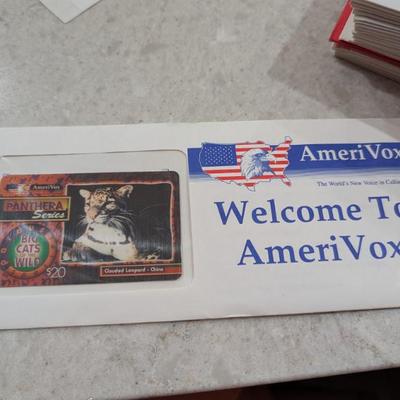 AmeriVox
PANTHERA
Series
BIG
CATS
WILD
$20
Clouded Leopard - China
AmeriVox
The World's New Voice in Callin
Welcome To
AmeriVox